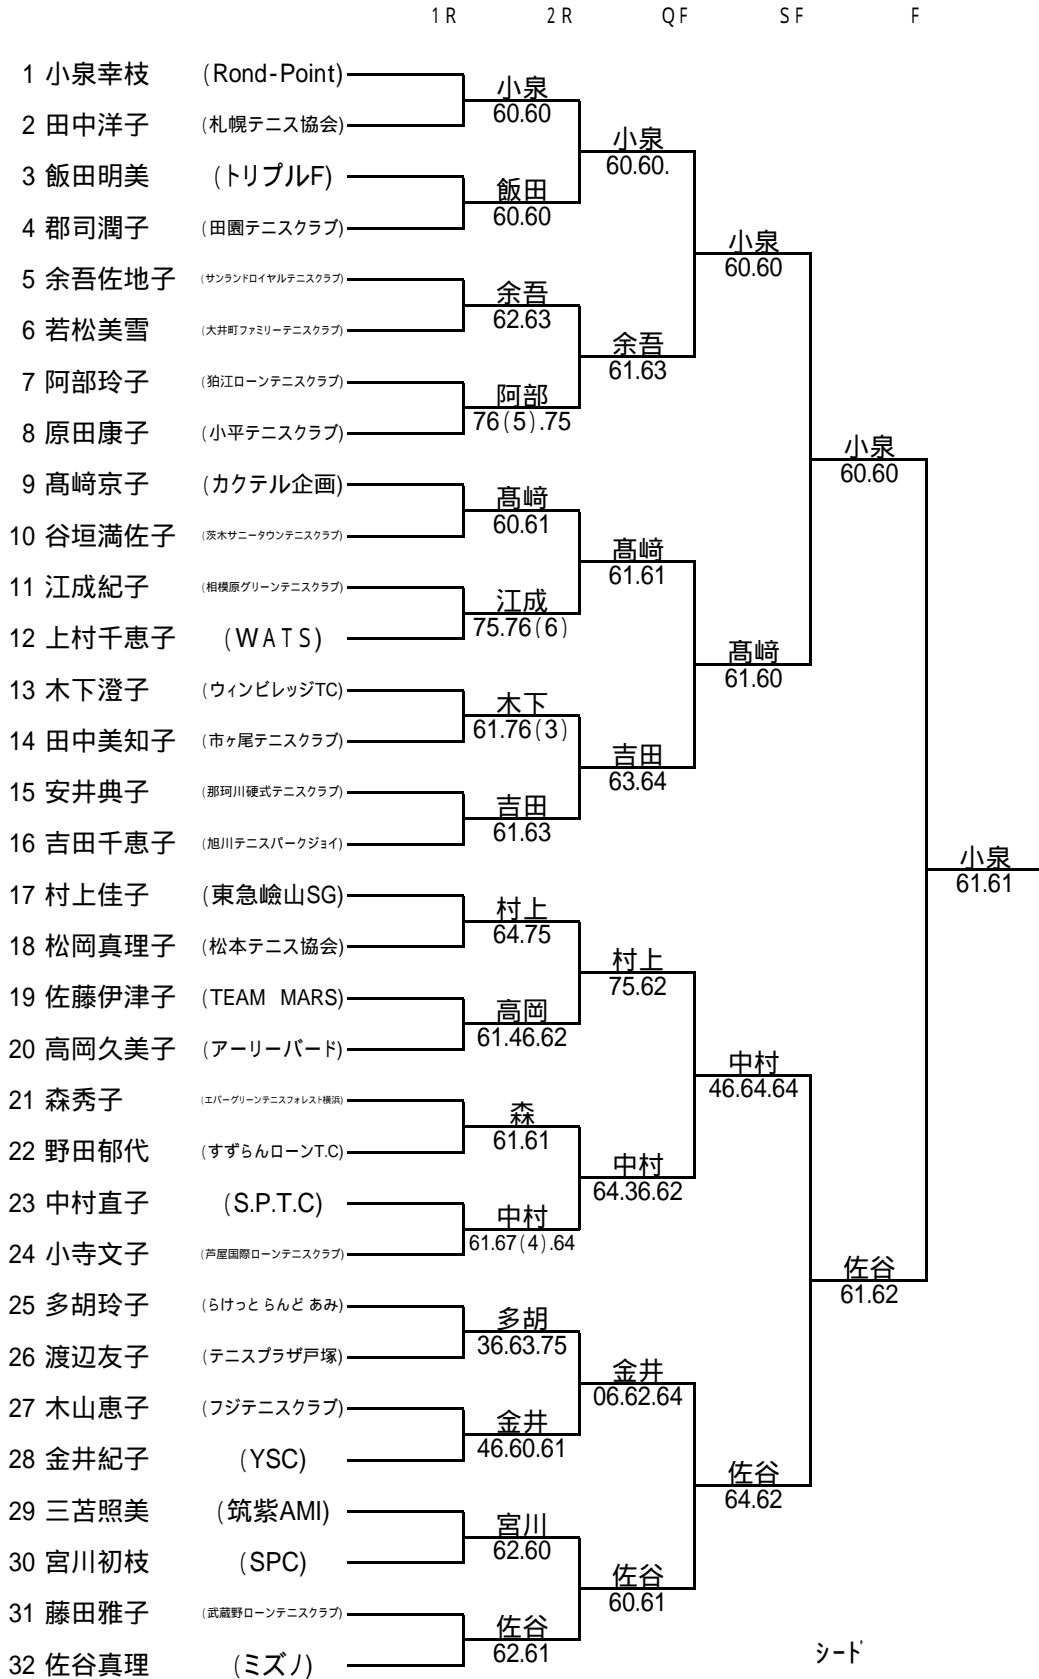 1R 2R QF SF F
1 小泉幸枝 (Rond-Point)
小泉
60.60
2 田中洋子 (札幌テニス協会)
小泉
60.60.
3 飯田明美 (トリプルF)
飯田
60.60
4 郡司潤子 (田園テニスクラブ)
小泉
60.60
5 余吾佐地子 (サンランドロイヤルテニスクラブ)
余吾
62.63
6 若松美雪 (大井町ファミリーテニスクラブ)
余吾
61.63
7 阿部玲子 (狛江ローンテニスクラブ)
阿部
76(5).75
8 原田康子 (小平テニスクラブ)
小泉
60.60
9 髙﨑京子 (カクテル企画)
髙﨑
60.61
10 谷垣満佐子 (茨木サニータウンテニスクラブ)
髙﨑
61.61
11 江成紀子 (相模原グリーンテニスクラブ)
江成
75.76(6)
12 上村千恵子 (WATS)
髙﨑
61.60
13 木下澄子 (ウィンビレッジTC)
木下
61.76(3)
14 田中美知子 (市ヶ尾テニスクラブ)
吉田
63.64
15 安井典子 (那珂川硬式テニスクラブ)
吉田
61.63
16 吉田千恵子 (旭川テニスパークジョイ)
小泉
61.61
17 村上佳子 (東急嶮山SG)
村上
64.75
18 松岡真理子 (松本テニス協会)
村上
75.62
19 佐藤伊津子 (TEAM MARS)
高岡
61.46.62
20 高岡久美子 (アーリーバード)
中村
46.64.64
21 森秀子 (エバーグリーンテニスフォレスト横浜)
森
61.61
22 野田郁代 (すずらんローンT.C)
中村
64.36.62
23 中村直子 (S.P.T.C)
中村
61.67(4).64
24 小寺文子 (芦屋国際ローンテニスクラブ)
佐谷
61.62
25 多胡玲子 (らけっと らんど あみ)
多胡
36.63.75
26 渡辺友子 (テニスプラザ戸塚)
金井
06.62.64
27 木山恵子 (フジテニスクラブ)
金井
46.60.61
28 金井紀子 (YSC)
佐谷
64.62
29 三苫照美 (筑紫AMI)
宮川
62.60
30 宮川初枝 (SPC)
佐谷
60.61
31 藤田雅子 (武蔵野ローンテニスクラブ)
佐谷
62.61
32 佐谷真理 (ミズノ)
シード